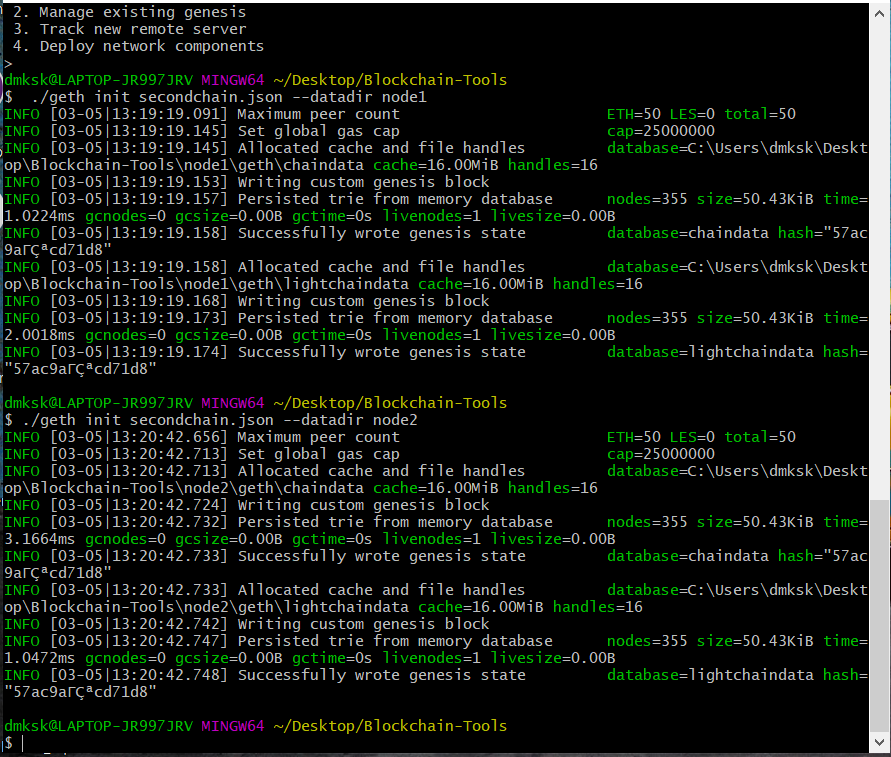 2. Manage existing genesis
3. Track new remote server
4. Deploy network components
>
dmksk@LAPTOP-JR997JRV MINGW64 ~/Desktop/Blockchain-Tools
$  ./geth init secondchain.json --datadir node1
INFO [03-05|13:19:19.091] Maximum peer count                       ETH=50 LES=0 total=50
INFO [03-05|13:19:19.145] Set global gas cap                       cap=25000000
INFO [03-05|13:19:19.145] Allocated cache and file handles         database=C:\Users\dmksk\Deskt
op\Blockchain-Tools\node1\geth\chaindata cache=16.00MiB handles=16
INFO [03-05|13:19:19.153] Writing custom genesis block
INFO [03-05|13:19:19.157] Persisted trie from memory database      nodes=355 size=50.43KiB time=
1.0224ms gcnodes=0 gcsize=0.00B gctime=0s livenodes=1 livesize=0.00B
INFO [03-05|13:19:19.158] Successfully wrote genesis state         database=chaindata hash="57ac
9aΓÇªcd71d8"
INFO [03-05|13:19:19.158] Allocated cache and file handles         database=C:\Users\dmksk\Deskt
op\Blockchain-Tools\node1\geth\lightchaindata cache=16.00MiB handles=16
INFO [03-05|13:19:19.168] Writing custom genesis block
INFO [03-05|13:19:19.173] Persisted trie from memory database      nodes=355 size=50.43KiB time=
2.0018ms gcnodes=0 gcsize=0.00B gctime=0s livenodes=1 livesize=0.00B
INFO [03-05|13:19:19.174] Successfully wrote genesis state         database=lightchaindata hash=
"57ac9aΓÇªcd71d8"
dmksk@LAPTOP-JR997JRV MINGW64 ~/Desktop/Blockchain-Tools
$ ./geth init secondchain.json --datadir node2
INFO [03-05|13:20:42.656] Maximum peer count                       ETH=50 LES=0 total=50
INFO [03-05|13:20:42.713] Set global gas cap                       cap=25000000
INFO [03-05|13:20:42.713] Allocated cache and file handles         database=C:\Users\dmksk\Deskt
op\Blockchain-Tools\node2\geth\chaindata cache=16.00MiB handles=16
INFO [03-05|13:20:42.724] Writing custom genesis block
INFO [03-05|13:20:42.732] Persisted trie from memory database      nodes=355 size=50.43KiB time=
3.1664ms gcnodes=0 gcsize=0.00B gctime=0s livenodes=1 livesize=0.00B
INFO [03-05|13:20:42.733] Successfully wrote genesis state         database=chaindata hash="57ac
9aΓÇªcd71d8"
INFO [03-05|13:20:42.733] Allocated cache and file handles         database=C:\Users\dmksk\Deskt
op\Blockchain-Tools\node2\geth\lightchaindata cache=16.00MiB handles=16
INFO [03-05|13:20:42.742] Writing custom genesis block
INFO [03-05|13:20:42.747] Persisted trie from memory database      nodes=355 size=50.43KiB time=
1.0472ms gcnodes=0 gcsize=0.00B gctime=0s livenodes=1 livesize=0.00B
INFO [03-05|13:20:42.748] Successfully wrote genesis state         database=lightchaindata hash=
"57ac9aΓÇªcd71d8"
dmksk@LAPTOP-JR997JRV MINGW64 ~/Desktop/Blockchain-Tools
$